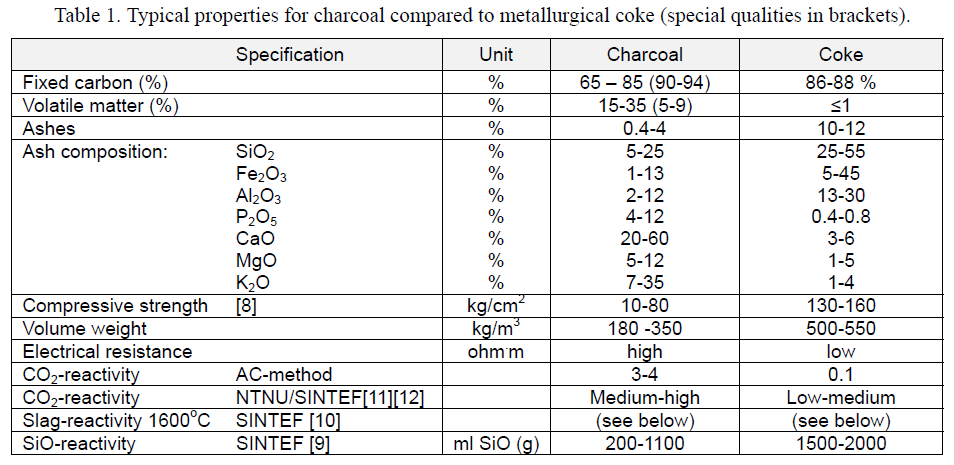 Table 1. Typical properties for charcoal compared to metallurgical coke (special qualities in brackets).
Specification Unit Charcoal Coke
Fixed carbon (%) % 65 – 85 (90-94) 86-88 %
Volatile matter (%) % 15-35 (5-9) ≤1
Ashes % 0.4-4 10-12
Ash composition: SiO₂ % 5-25 25-55
Fe₂O₃ % 1-13 5-45
Al₂O₃ % 2-12 13-30
P₂O₅ % 4-12 0.4-0.8
CaO % 20-60 3-6
MgO % 5-12 1-5
K₂O % 7-35 1-4
Compressive strength [8] kg/cm² 10-80 130-160
Volume weight kg/m³ 180 -350 500-550
Electrical resistance ohm·m high low
CO₂-reactivity AC-method 3-4 0.1
CO₂-reactivity NTNU/SINTEF[11][12] Medium-high Low-medium
Slag-reactivity 1600°C SINTEF [10] (see below) (see below)
SiO-reactivity SINTEF [9] ml SiO (g) 200-1100 1500-2000